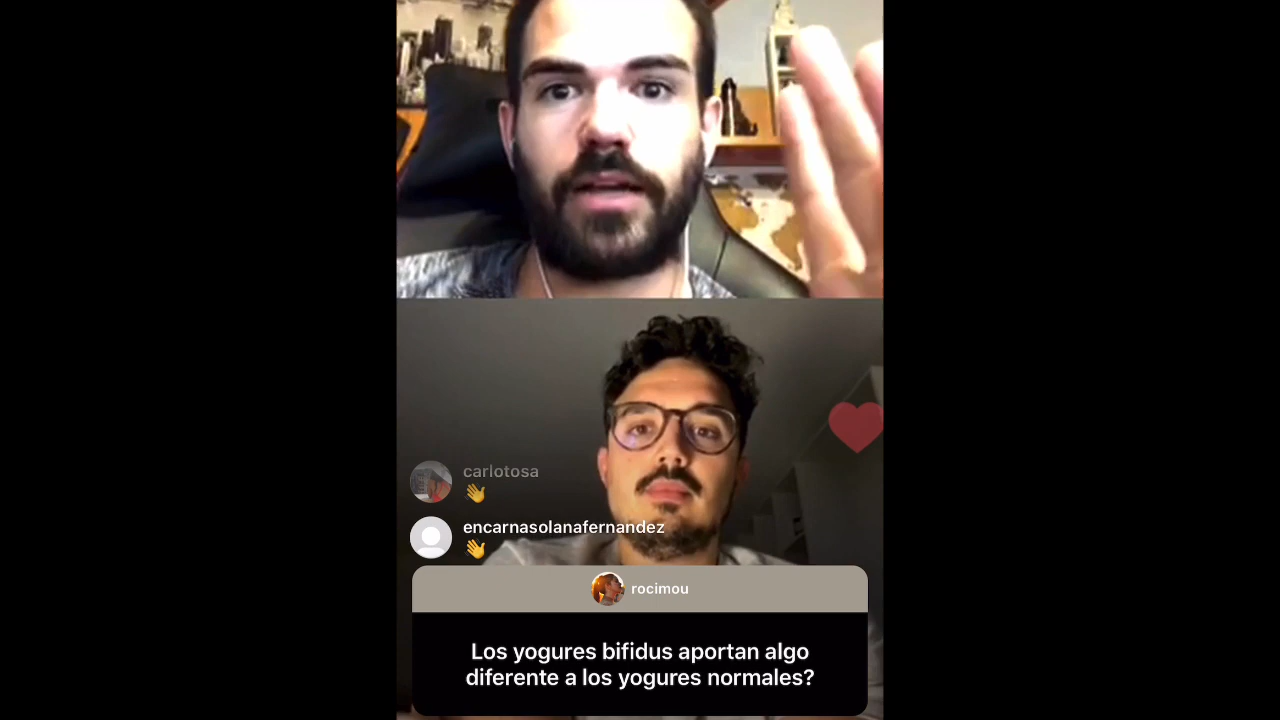 carlotosa
👋
encarnasolanafernandez
👋
rocimou
Los yogures bifidus aportan algo
diferente a los yogures normales?